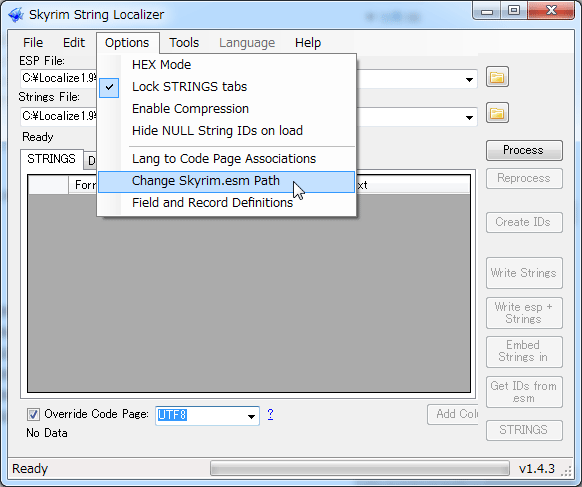 Skyrim String Localizer
File Edit Options Tools Language Help
ESP File:
HEX Mode
C:¥Localize1.9¥
Lock STRINGS tabs
Strings File:
Enable Compression
C:¥Localize1.9¥
Hide NULL String IDs on load
Ready
Lang to Code Page Associations
Process
STRINGS D
Change Skyrim.esm Path
Reprocess
Form
Field and Record Definitions
Create IDs
Write Strings
Write esp +
Strings
Embed
Strings in
Get IDs from
.esm
Override Code Page: UTF8 ?
Add Colu
No Data
STRINGS
Ready
v1.4.3